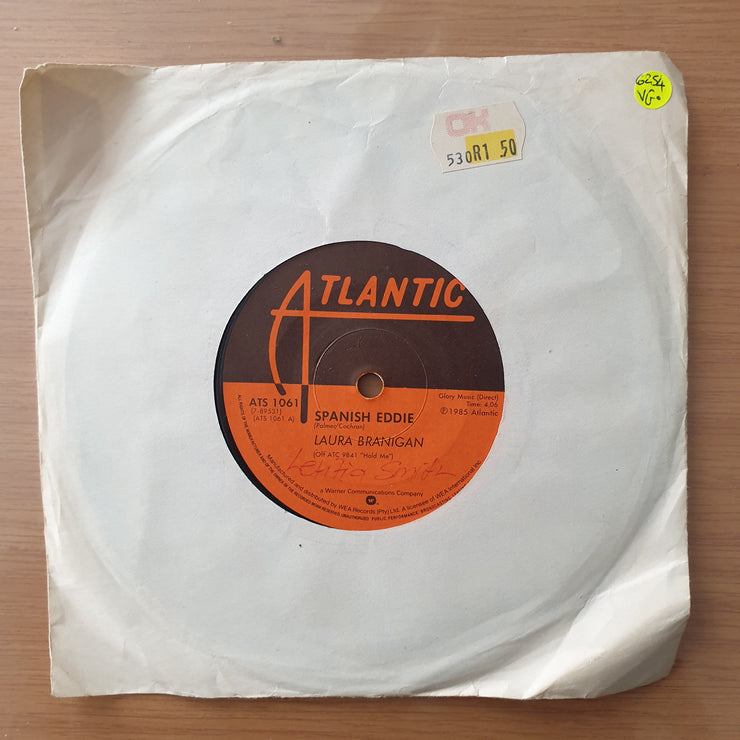 6254
VG.
OK
530R1.50
ATLANTIC
ATS 1061
(7-89531)
(ATS 1061 A)
Glory Music (Direct)
Time: 4.06
℗ 1985 Atlantic
SPANISH EDDIE
(Palmer/Cochran)
LAURA BRANIGAN
(Off ATC 9841 "Hold Me")
Smith
a Warner Communications Company
Manufactured and distributed by WEA Records (Pty) Ltd. A licensee of WEA International Inc.